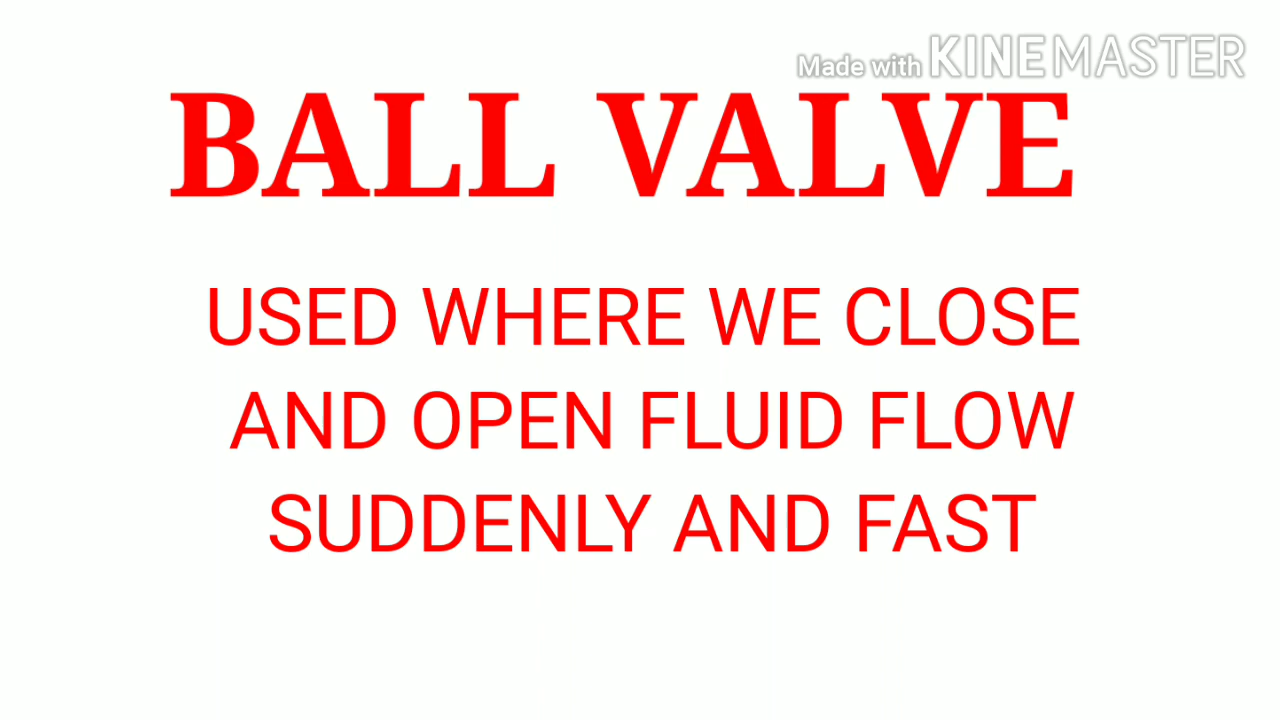 Made with KINEMASTER
BALL VALVE
USED WHERE WE CLOSE
AND OPEN FLUID FLOW
SUDDENLY AND FAST